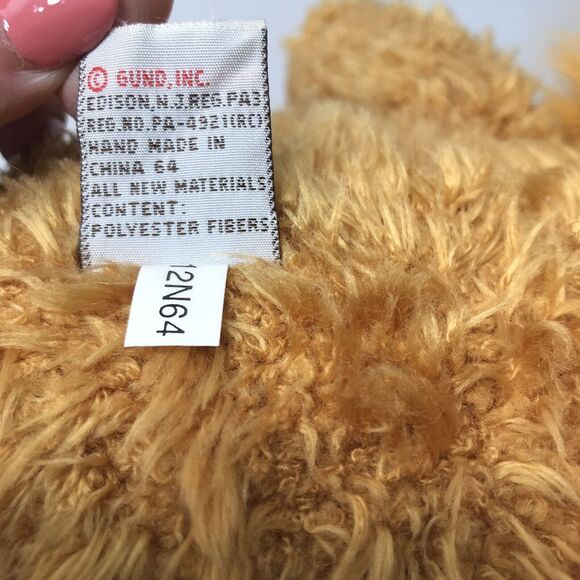 © GUND, INC.
EDISON, N.J.REG.PA3
REG.NO.PA-4921(RC)
HAND MADE IN
CHINA 64
ALL NEW MATERIALS
CONTENT:
POLYESTER FIBERS
12N64